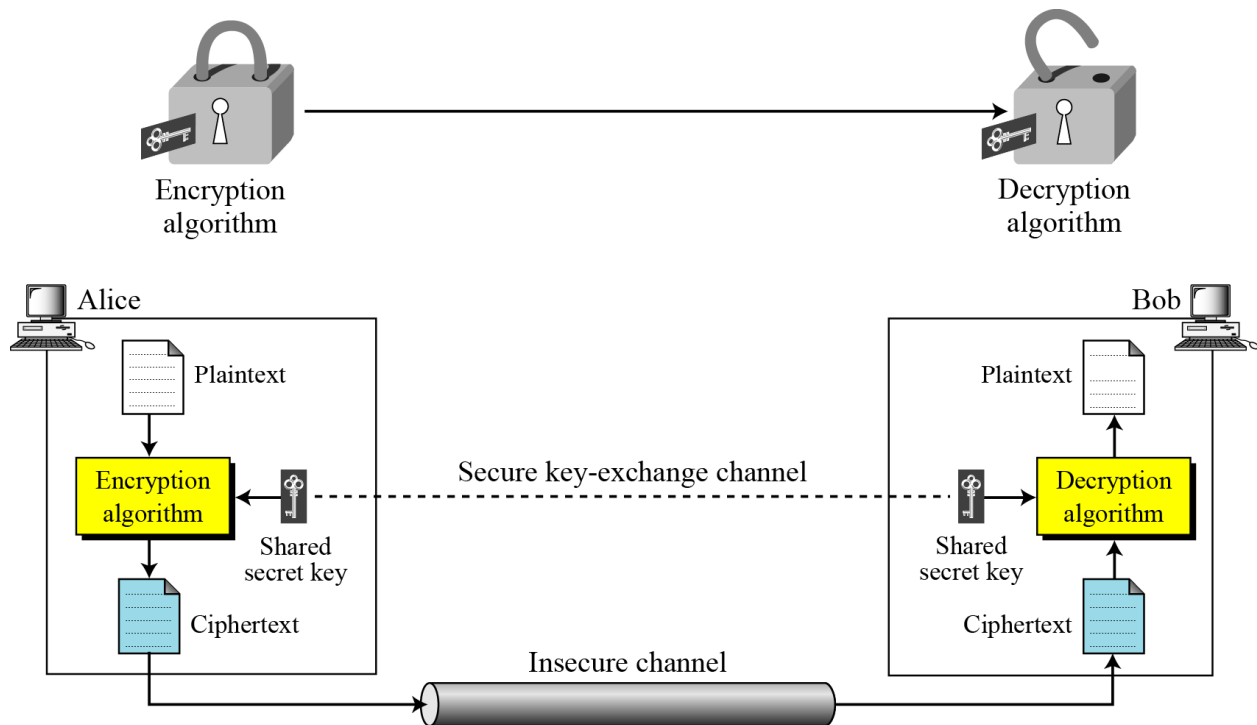 Encryption
algorithm
Decryption
algorithm
Alice
Bob
Plaintext
Plaintext
Encryption
algorithm
Secure key-exchange channel
Decryption
algorithm
Shared
secret key
Shared
secret key
Ciphertext
Ciphertext
Insecure channel